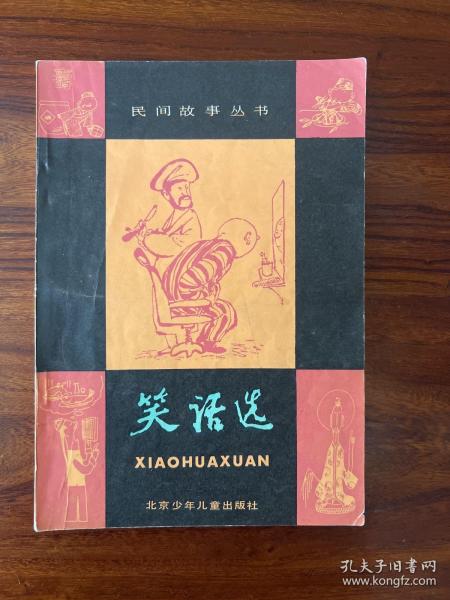 民间故事丛书
笑话选
XIAOHUAXUAN
北京少年儿童出版社
孔夫子旧书网
www.kongfz.com